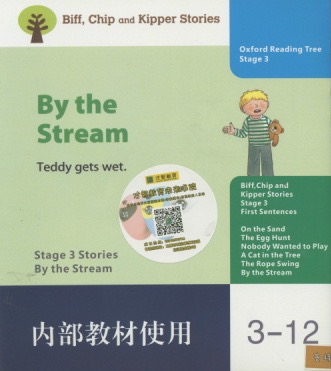 Biff, Chip and Kipper Stories
Oxford Reading Tree
Stage 3
By the
Stream
Teddy gets wet.
Biff, Chip and
Kipper Stories
Stage 3
First Sentences
On the Sand
The Egg Hunt
Nobody Wanted to Play
A Cat in the Tree
The Rope Swing
By the Stream
Stage 3 Stories
By the Stream
内部教材使用
3-12